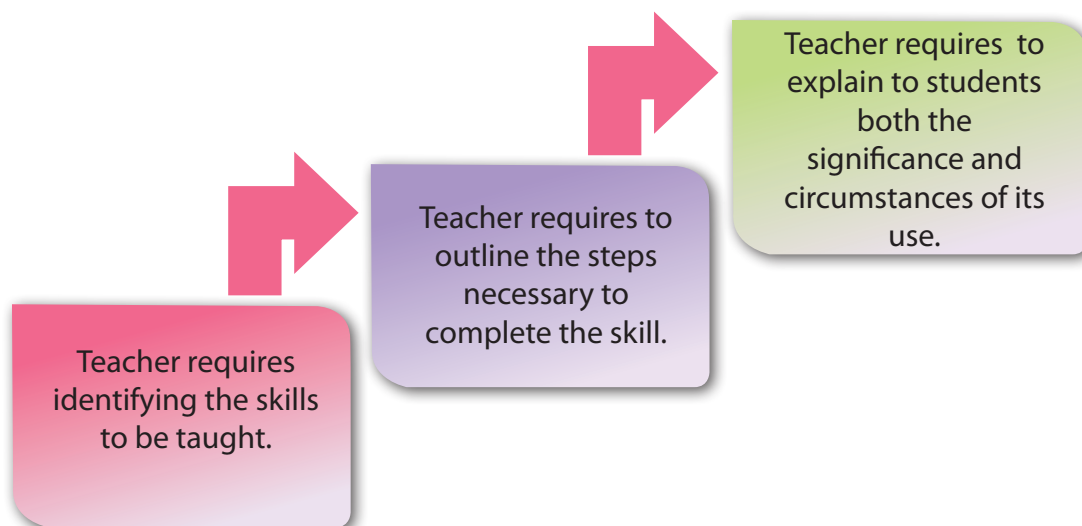 Teacher requires identifying the skills
to be taught.
Teacher requires to
outline the steps
necessary to
complete the skill.
Teacher requires  to
explain to students
both the
significance and
circumstances of its
use.